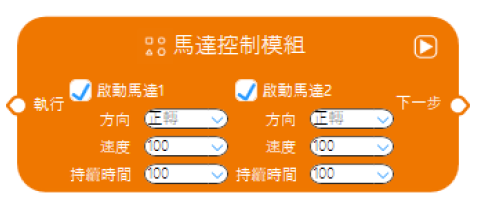 馬達控制模組
執行
啟動馬達1 啟動馬達2
下一步
方向 正轉 方向 正轉
速度 100 速度 100
持續時間 100 持續時間 100